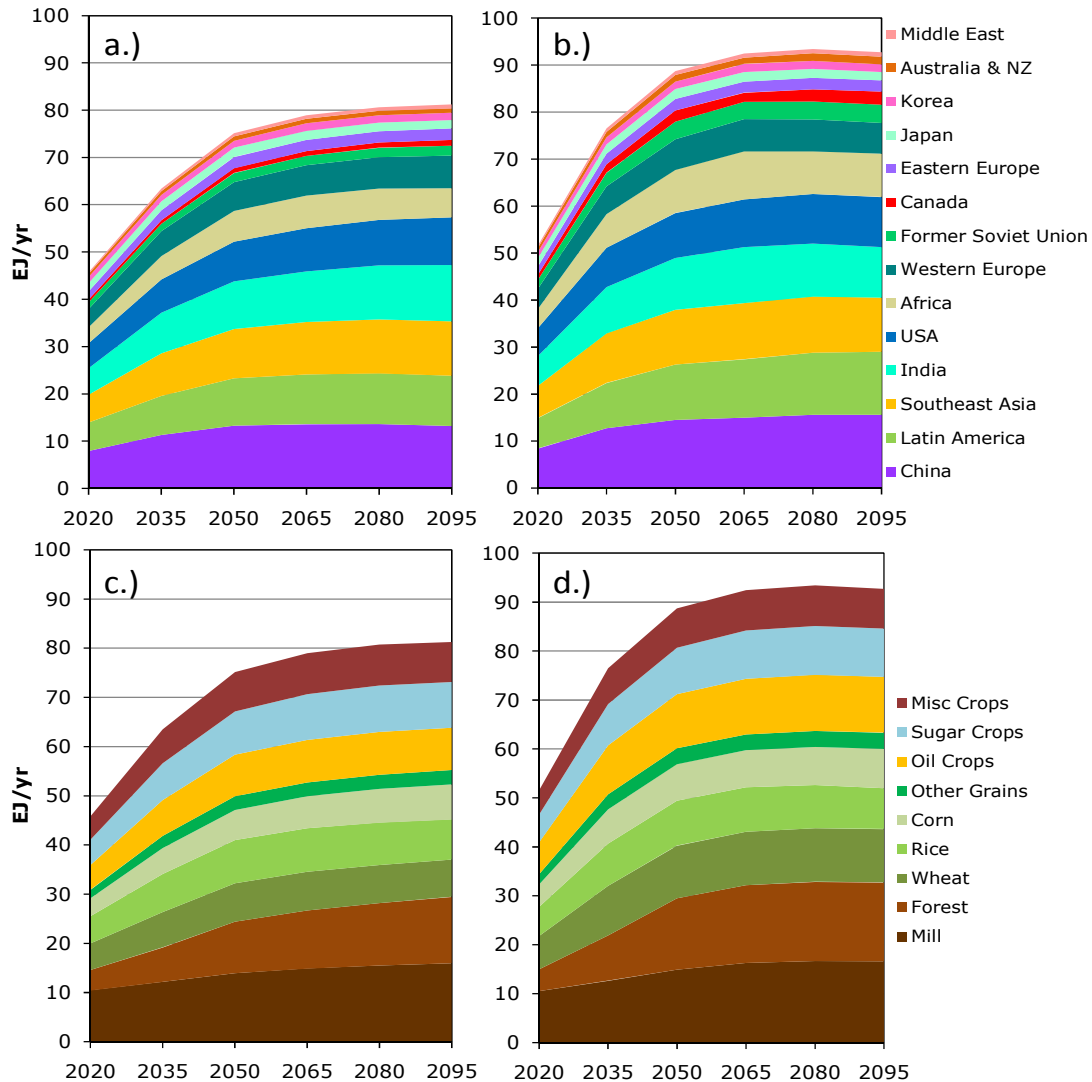 a.)
EJ/yr
100
90
80
70
60
50
40
30
20
10
0
2020 2035 2050 2065 2080 2095
b.)
100
90
80
70
60
50
40
30
20
10
0
2020 2035 2050 2065 2080 2095
Middle East
Australia & NZ
Korea
Japan
Eastern Europe
Canada
Former Soviet Union
Western Europe
Africa
USA
India
Southeast Asia
Latin America
China
c.)
EJ/yr
100
90
80
70
60
50
40
30
20
10
0
2020 2035 2050 2065 2080 2095
d.)
100
90
80
70
60
50
40
30
20
10
0
2020 2035 2050 2065 2080 2095
Misc Crops
Sugar Crops
Oil Crops
Other Grains
Corn
Rice
Wheat
Forest
Mill